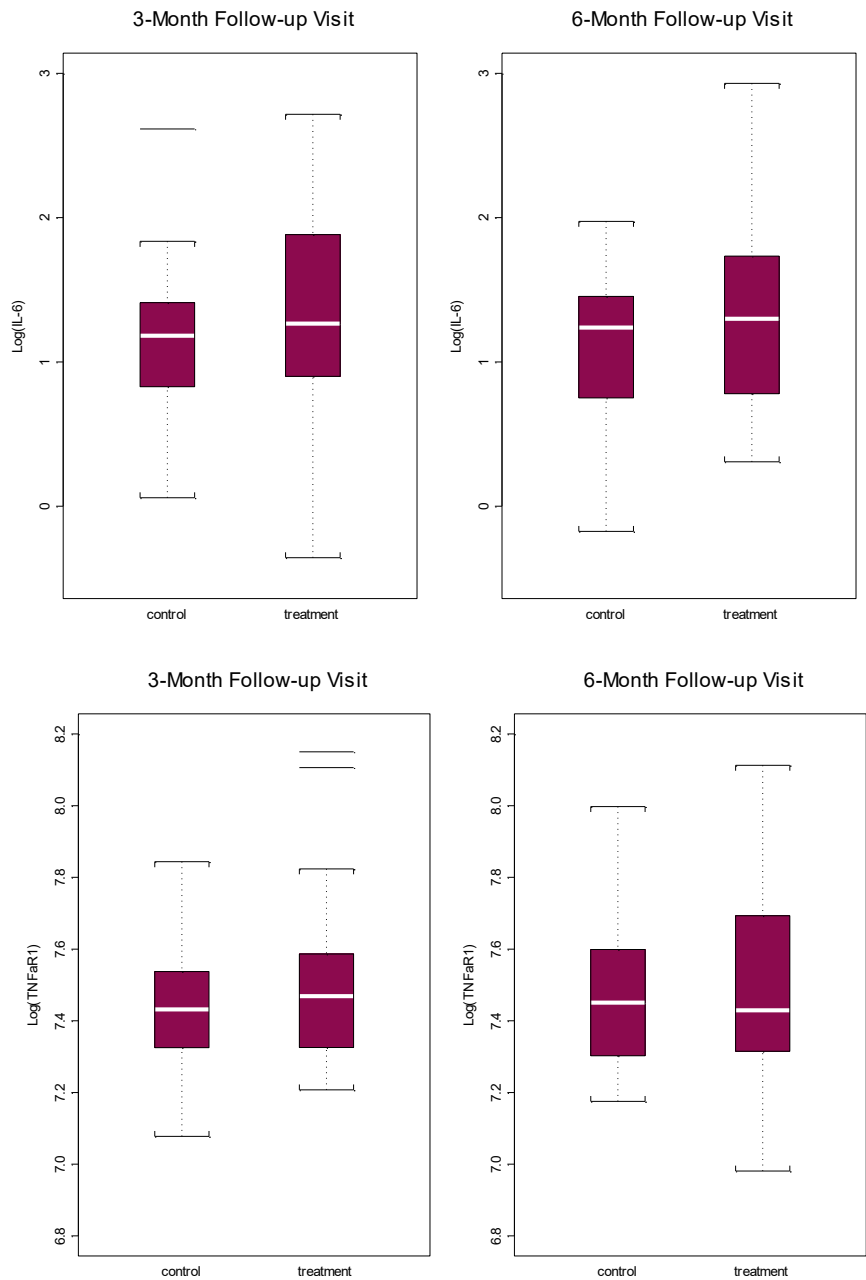 3-Month Follow-up Visit
6-Month Follow-up Visit
Log(IL-6)
3
2
1
0
control
treatment
Log(IL-6)
3
2
1
0
control
treatment
3-Month Follow-up Visit
6-Month Follow-up Visit
Log(TNFaR1)
8.2
8.0
7.8
7.6
7.4
7.2
7.0
6.8
control
treatment
Log(TNFaR1)
8.2
8.0
7.8
7.6
7.4
7.2
7.0
6.8
control
treatment